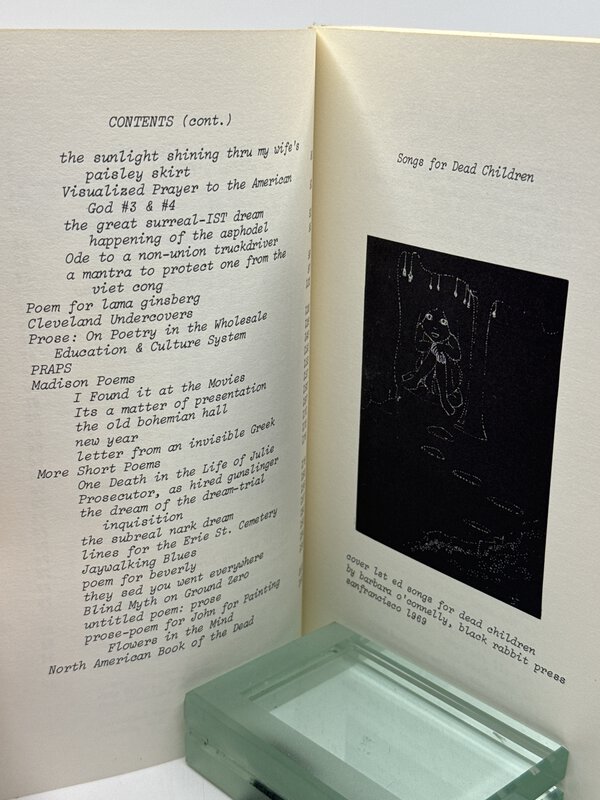 CONTENTS (cont.)
the sunlight shining thru my wife's
paisley skirt
Visualized Prayer to the American
God #3 & #4
the great surreal-IST dream
happening of the asphodel
Ode to a non-union truckdriver
a mantra to protect one from the
viet cong
Poem for lama ginsberg
Cleveland Undercovers
Prose: On Poetry in the Wholesale
Education & Culture System
PRAPS
Madison Poems
I Found it at the Movies
Its a matter of presentation
the old bohemian hall
new year
letter from an invisible Greek
More Short Poems
One Death in the Life of Julie
Prosecutor, as hired gunslinger
the dream of the dream-trial
inquisition
the subreal nark dream
lines for the Erie St. Cemetery
Jaywalking Blues
poem for beverly
they sed you went everywhere
Blind Myth on Ground Zero
untitled poem: prose
prose-poem for John for Painting
Flowers in the Mind
North American Book of the Dead
Songs for Dead Children
cover 1st ed songs for dead children
by barbara o'connelly, black rabbit press
sanfrancisco 1969